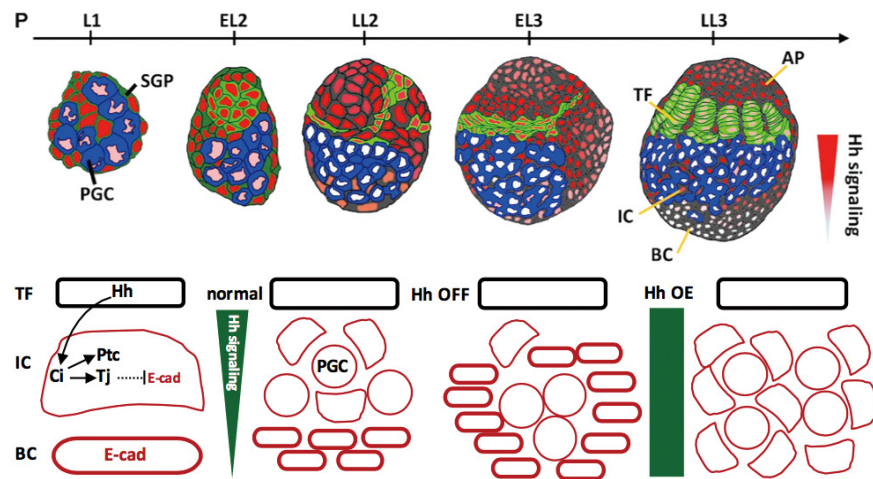 P
L1 EL2 LL2 EL3 LL3
SGP
PGC
AP
TF
IC
BC
Hh signaling
TF Hh normal Hh OFF Hh OE
Hh signaling
IC Ptc
Ci Tj E-cad
PGC
BC E-cad